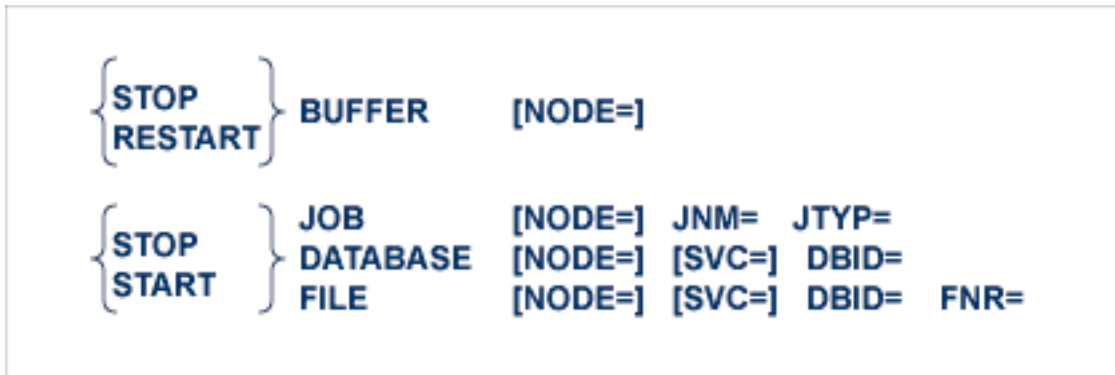 STOP
RESTART BUFFER [NODE=]
STOP
START
JOB [NODE=] JNM= JTYP=
DATABASE [NODE=] [SVC=] DBID=
FILE [NODE=] [SVC=] DBID= FNR=